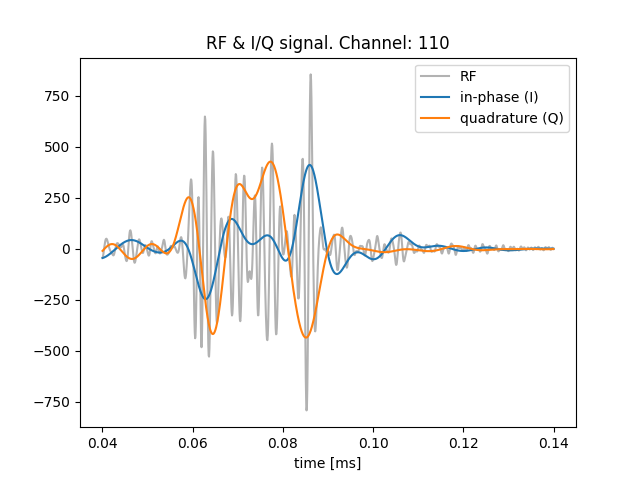 RF & I/Q signal. Channel: 110
RF
in-phase (I)
quadrature (Q)
750
500
250
0
−250
−500
−750
0.04 0.06 0.08 0.10 0.12 0.14
time [ms]